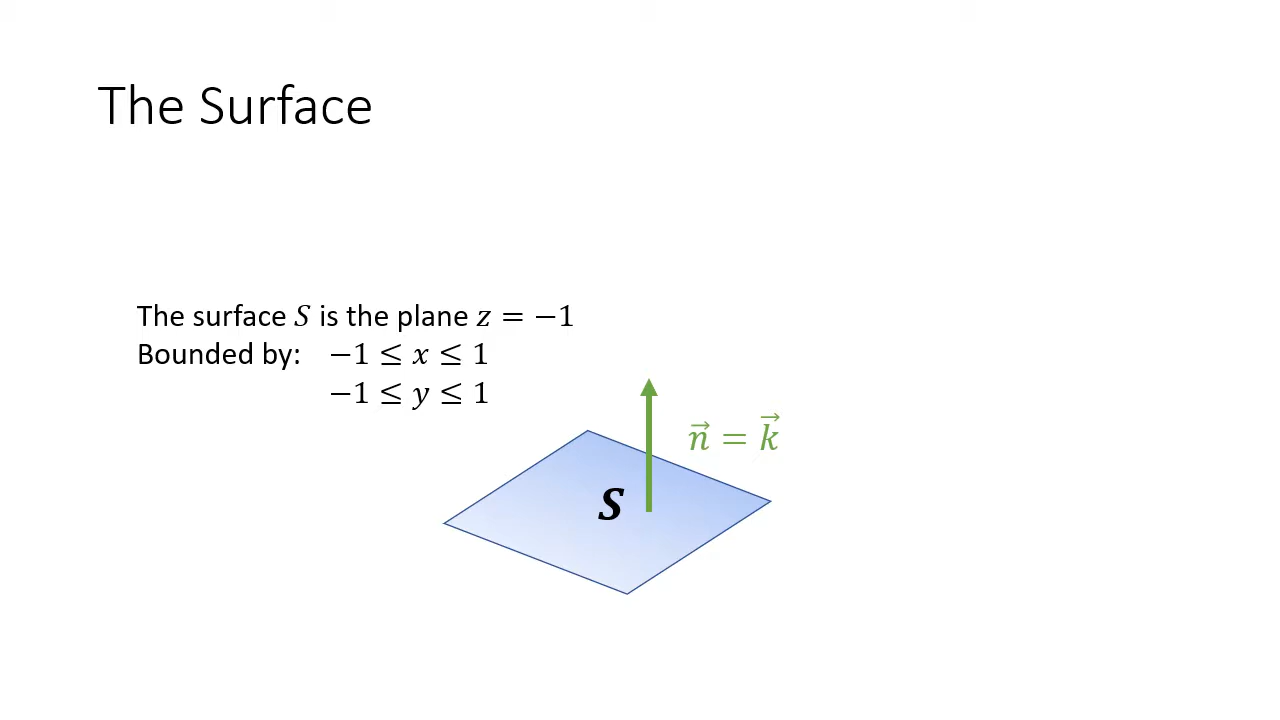 The Surface
The surface 𝑆 is the plane 𝑧 = −1
Bounded by: −1 ≤ 𝑥 ≤ 1
−1 ≤ 𝑦 ≤ 1
𝑛⃗ = 𝑘⃗
𝑺